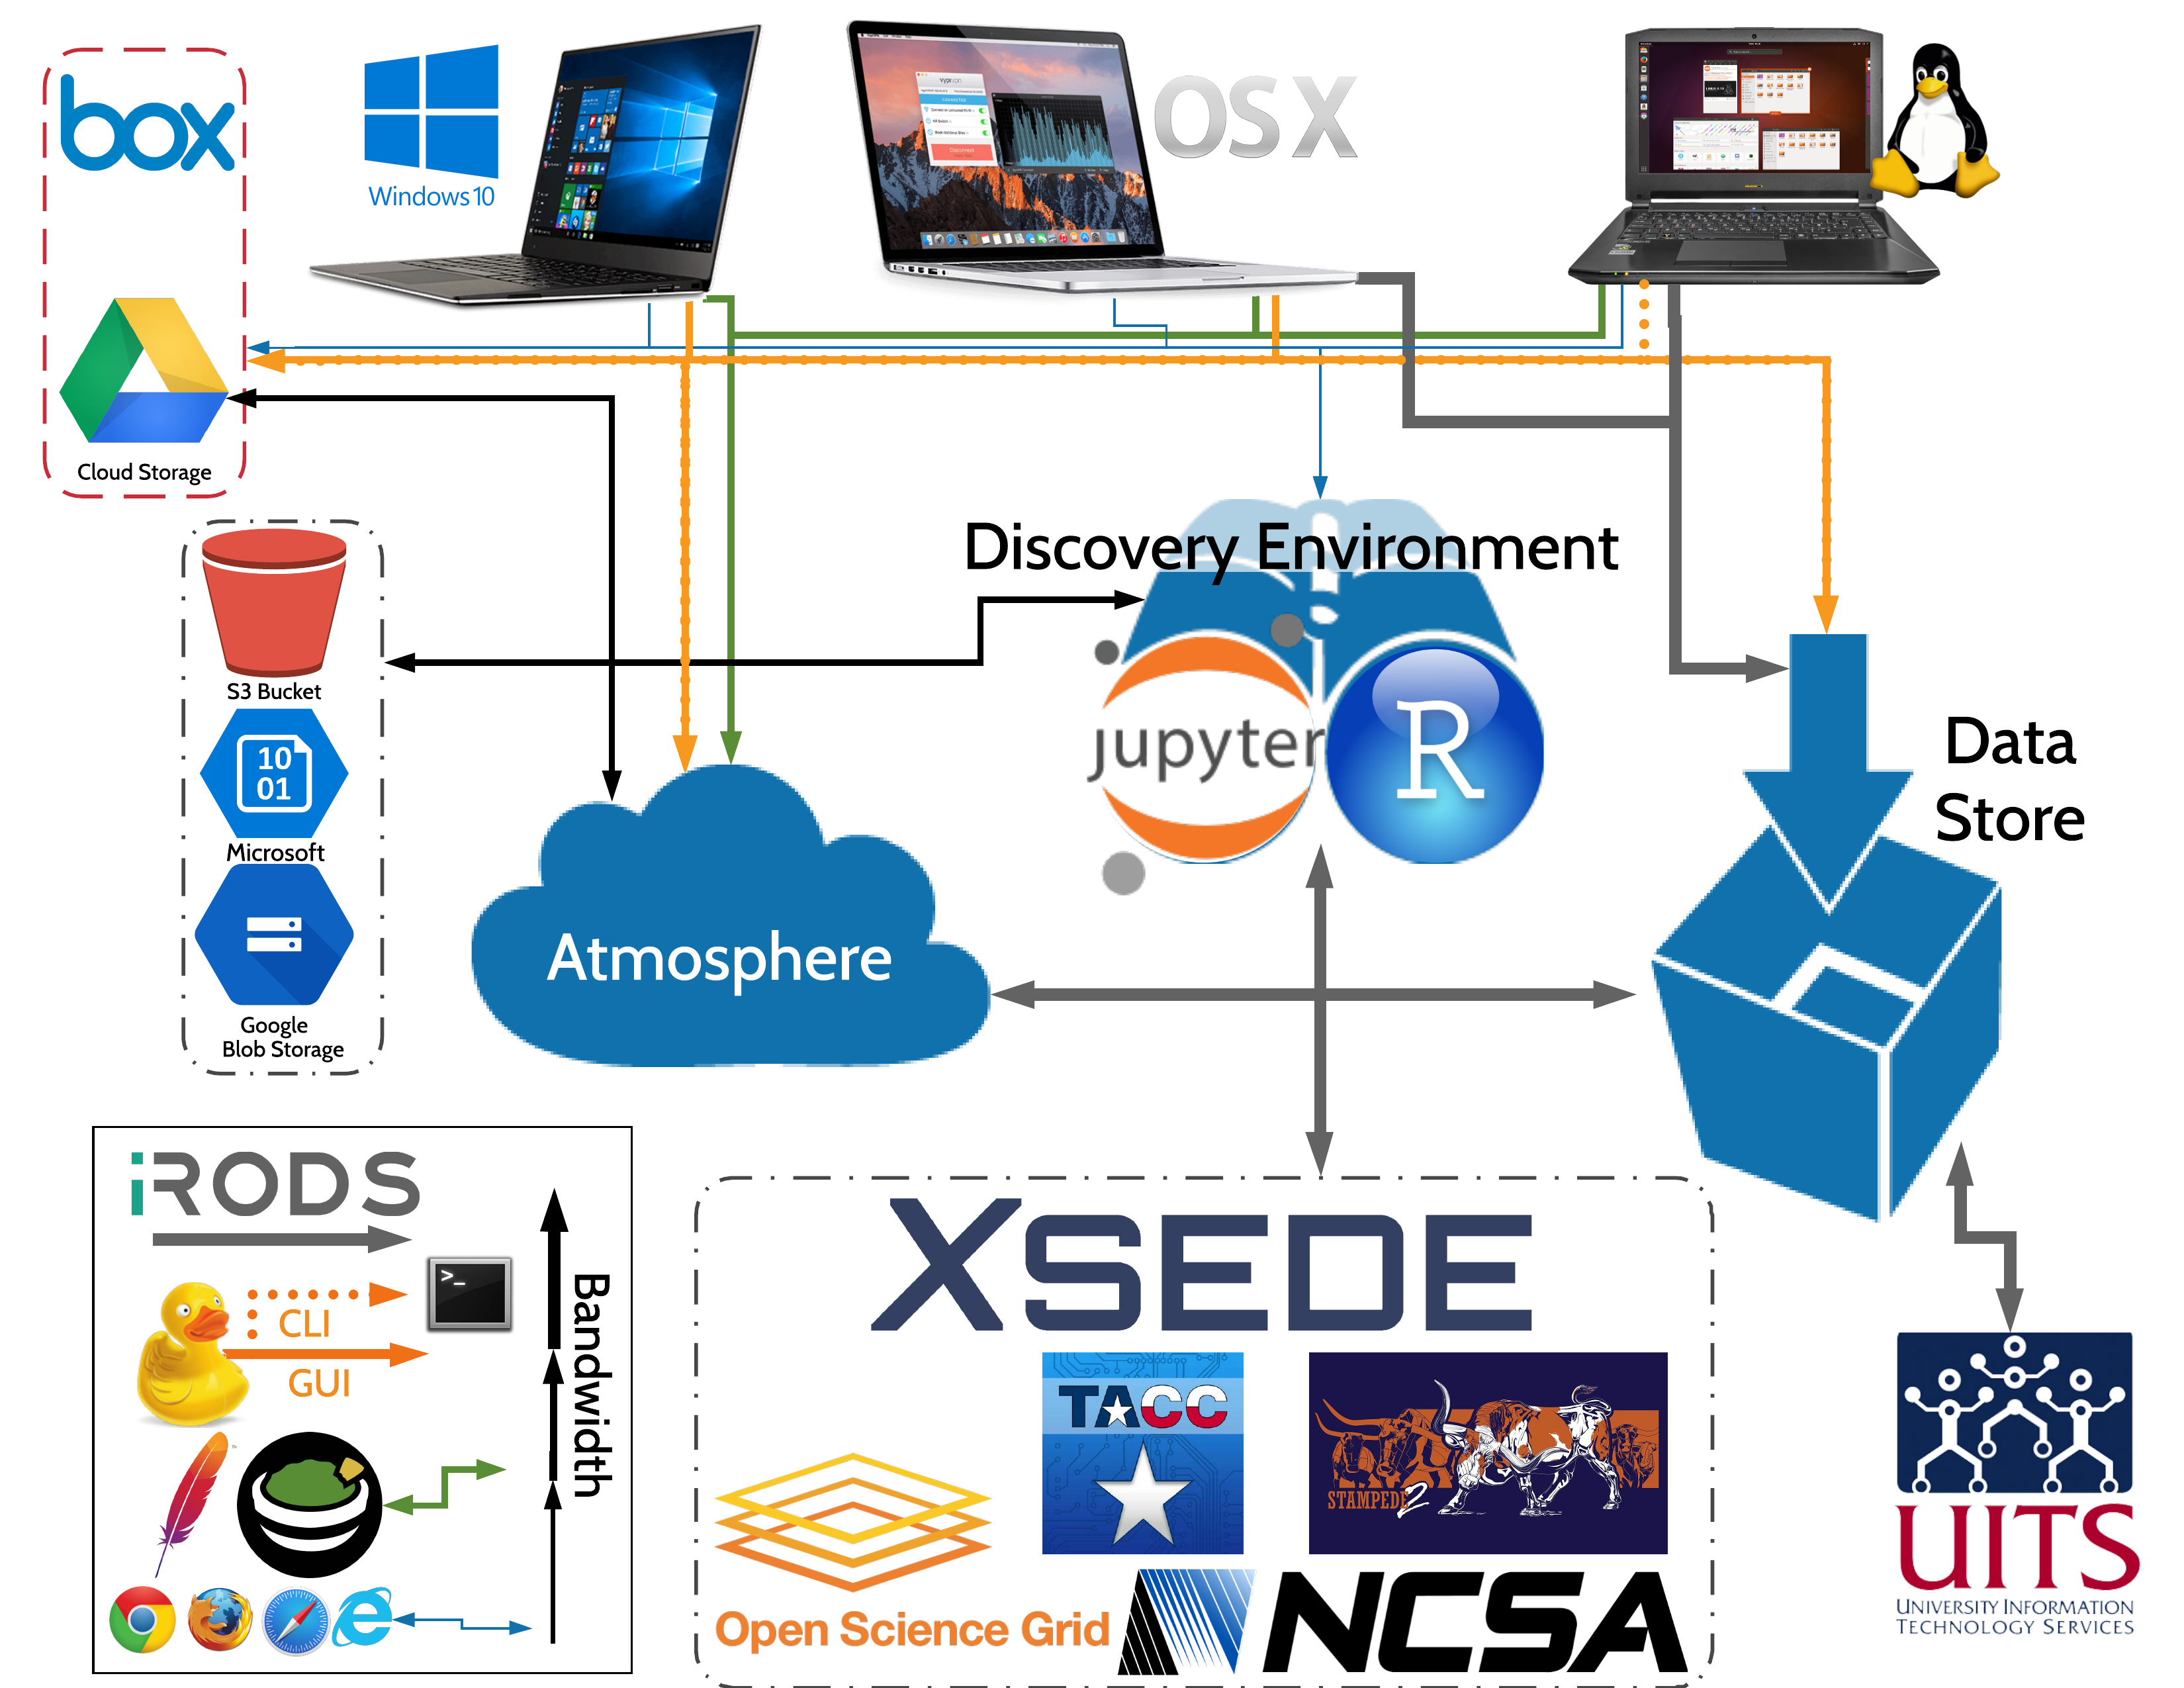 box
Windows 10
OS X
Cloud Storage
Discovery Environment
S3 Bucket
jupyter
R
Data
Store
10
01
Microsoft
Atmosphere
Google
Blob Storage
iRODS
>_
CLI
GUI
Bandwidth
XSEDE
TACC
STAMPEDE2
Open Science Grid
NCSA
UITS
UNIVERSITY INFORMATION
TECHNOLOGY SERVICES